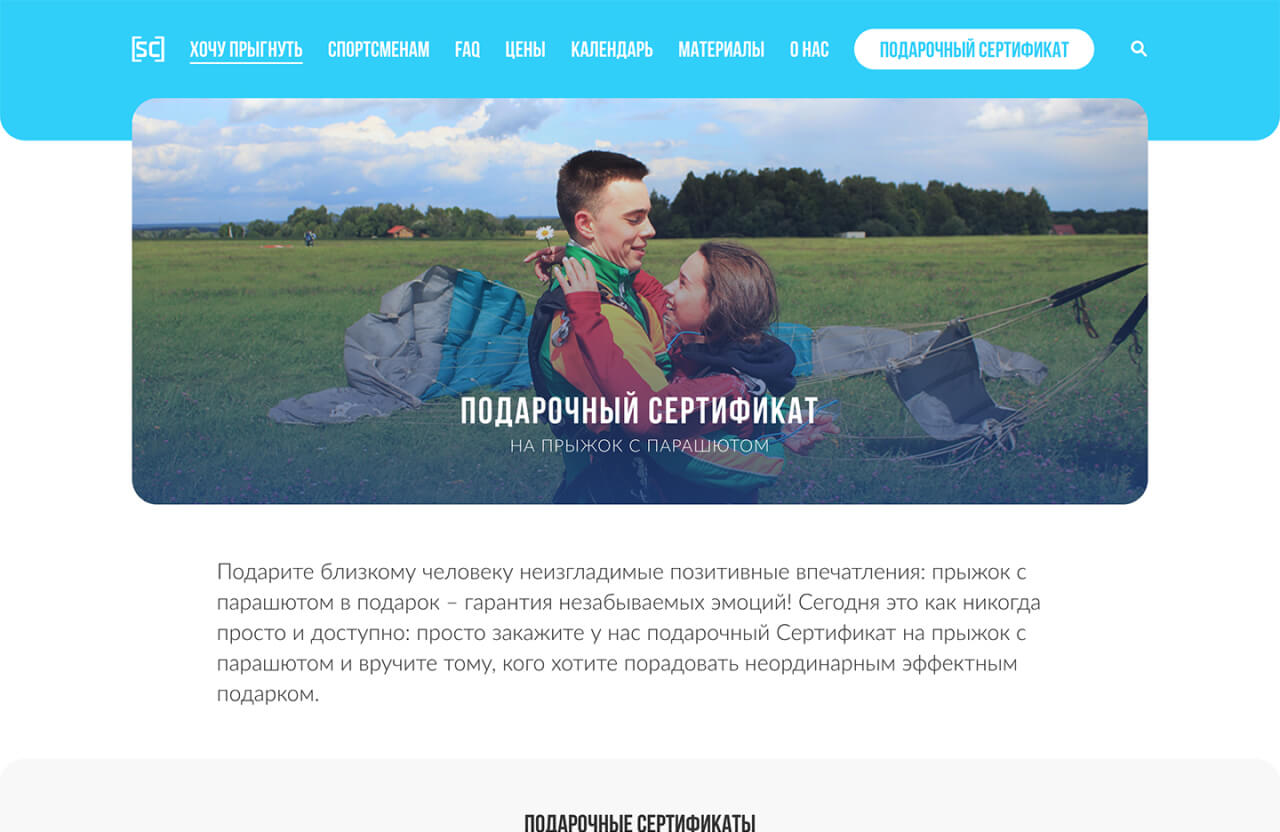 [SC] ХОЧУ ПРЫГНУТЬ СПОРТСМЕНАМ FAQ ЦЕНЫ КАЛЕНДАРЬ МАТЕРИАЛЫ О НАС ПОДАРОЧНЫЙ СЕРТИФИКАТ
ПОДАРОЧНЫЙ СЕРТИФИКАТ
НА ПРЫЖОК С ПАРАШЮТОМ
Подарите близкому человеку неизгладимые позитивные впечатления: прыжок с
парашютом в подарок – гарантия незабываемых эмоций! Сегодня это как никогда
просто и доступно: просто закажите у нас подарочный Сертификат на прыжок с
парашютом и вручите тому, кого хотите порадовать неординарным эффектным
подарком.
ПОДАРОЧНЫЕ СЕРТИФИКАТЫ